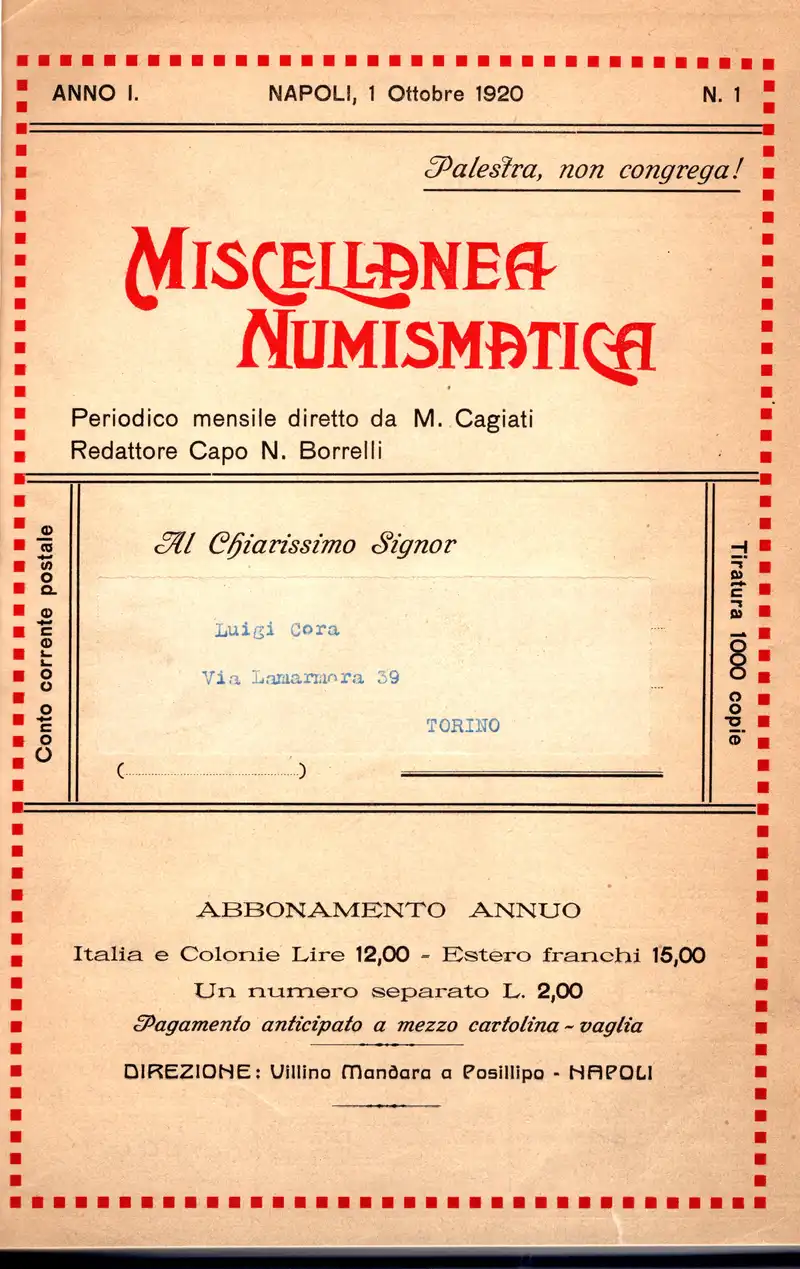 ANNO I. NAPOLI, 1 Ottobre 1920 N. 1
Palestra, non congrega!
MISCELLANEA
NUMISMATICA
Periodico mensile diretto da M. Cagiati
Redattore Capo N. Borrelli
Conto corrente postale
Al Chiarissimo Signor
Luigi Cora
Via Lamarmora 39
TORINO
(..........)
Tiratura 1000 copie
ABBONAMENTO ANNUO
Italia e Colonie Lire 12,00 - Estero franchi 15,00
Un numero separato L. 2,00
Pagamento anticipato a mezzo cartolina - vaglia
DIREZIONE: Villino Mandara a Posillipo - NAPOLI